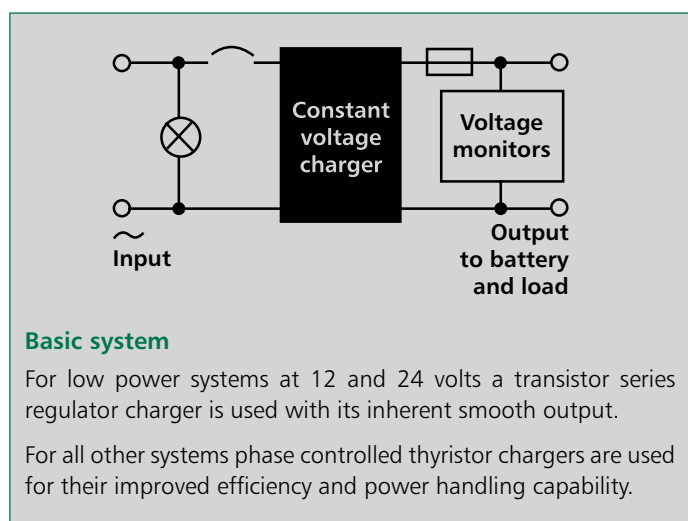 Constant
voltage
charger
Voltage
monitors
~
Input
Output
to battery
and load
Basic system
For low power systems at 12 and 24 volts a transistor series
regulator charger is used with its inherent smooth output.
For all other systems phase controlled thyristor chargers are used
for their improved efficiency and power handling capability.